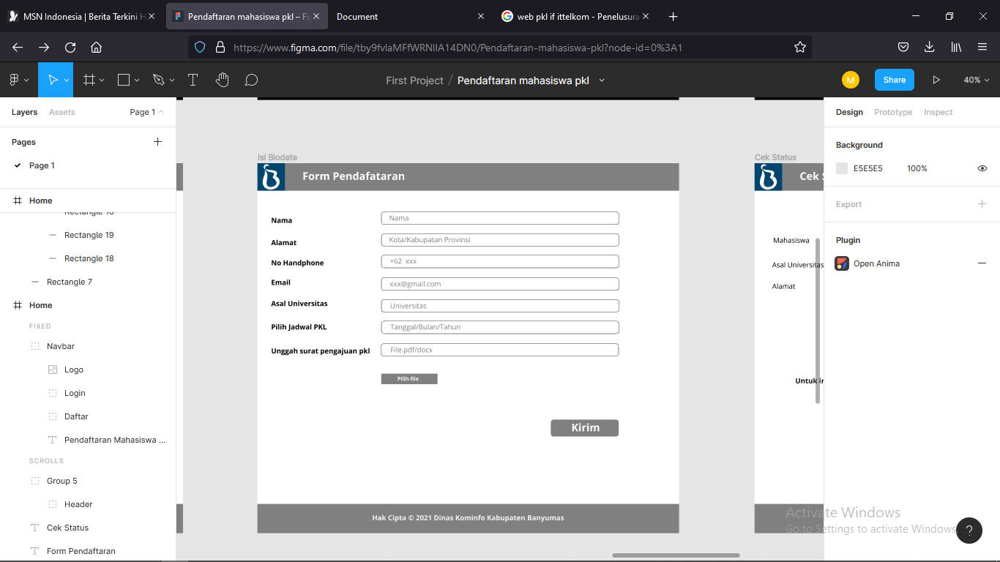 MSN Indonesia | Berita Terkini H
Pendaftaran mahasiswa pkl – Fi
Document
web pkl if ittelkom - Penelusura
https://www.figma.com/file/tby9fvlaMFfWRNIIA14DN0/Pendaftaran-mahasiswa-pkl?node-id=0%3A1
First Project / Pendaftaran mahasiswa pkl
M
Share
40%
Layers
Assets
Page 1
Pages
Page 1
Home
Rectangle 19
Rectangle 18
Rectangle 7
Home
FIXED
Navbar
Logo
Login
Daftar
Pendaftaran Mahasiswa ...
SCROLLS
Group 5
Header
Cek Status
Form Pendaftaran
Isi Biodata
Form Pendafataran
Nama
Nama
Alamat
Kota/Kabupatan Provinsi
No Handphone
+62 xxx
Email
xxx@gmail.com
Asal Universitas
Universitas
Pilih Jadwal PKL
Tanggal/Bulan/Tahun
Unggah surat pengajuan pkl
File.pdf/docx
Pilih file
Kirim
Hak Cipta © 2021 Dinas Kominfo Kabupaten Banyumas
Cek Status
Cek
Mahasiswa
Asal Universitas
Alamat
Untuk
Design
Prototype
Inspect
Background
E5E5E5
100%
Export
Plugin
Open Anima
Activate Windows
Go to Settings to activate Windows.
?